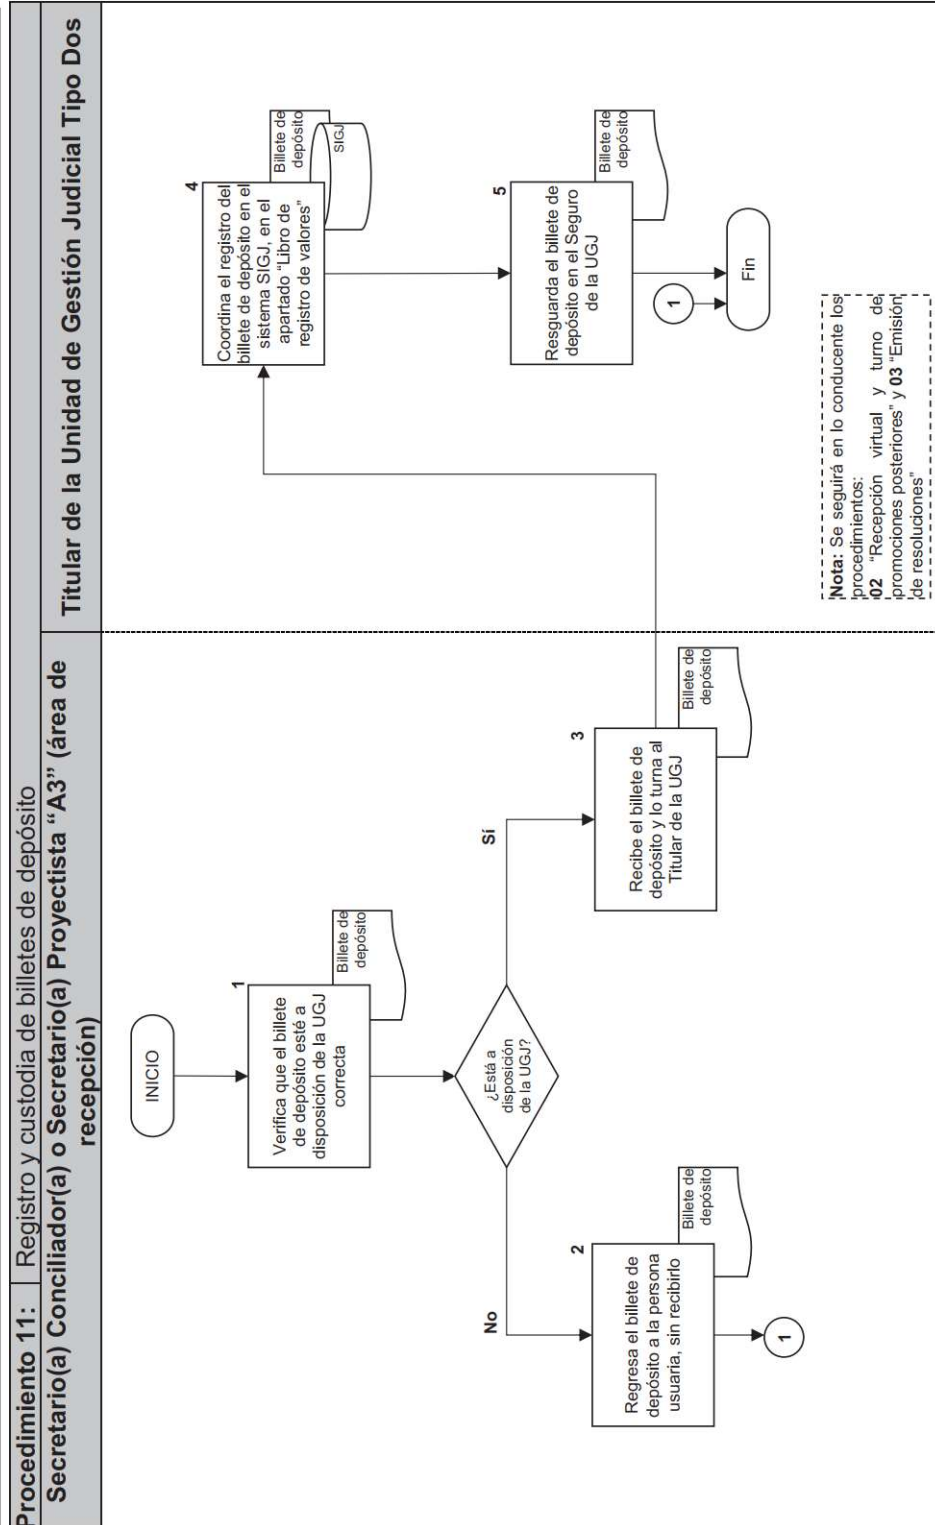 Procedimiento 11: Registro y custodia de billetes de depósito
Secretario(a) Conciliador(a) o Secretario(a) Proyectista “A3” (área de
recepción)
Titular de la Unidad de Gestión Judicial Tipo Dos
INICIO
1
Verifica que el billete
de depósito esté a
disposición de la UGJ
correcta
Billete de
depósito
¿Está a
disposición
de la UGJ?
No
Sí
2
Regresa el billete de
depósito a la persona
usuaria, sin recibirlo
Billete de
depósito
1
3
Recibe el billete de
depósito y lo turna al
Titular de la UGJ
Billete de
depósito
4
Coordina el registro del
billete de depósito en el
sistema SIGJ, en el
apartado “Libro de
registro de valores”
Billete de
depósito
SIGJ
5
Resguarda el billete de
depósito en el Seguro
de la UGJ
Billete de
depósito
1
Fin
Nota: Se seguirá en lo conducente los
procedimientos:
02 “Recepción virtual y turno de
promociones posteriores” y 03 “Emisión
de resoluciones”